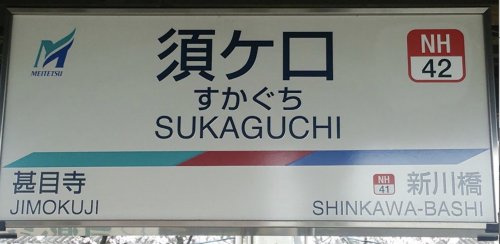 MEITETSU
須ケ口
すかぐち
SUKAGUCHI
NH
42
甚目寺
JIMOKUJI
NH
41
新川橋
SHINKAWA-BASHI